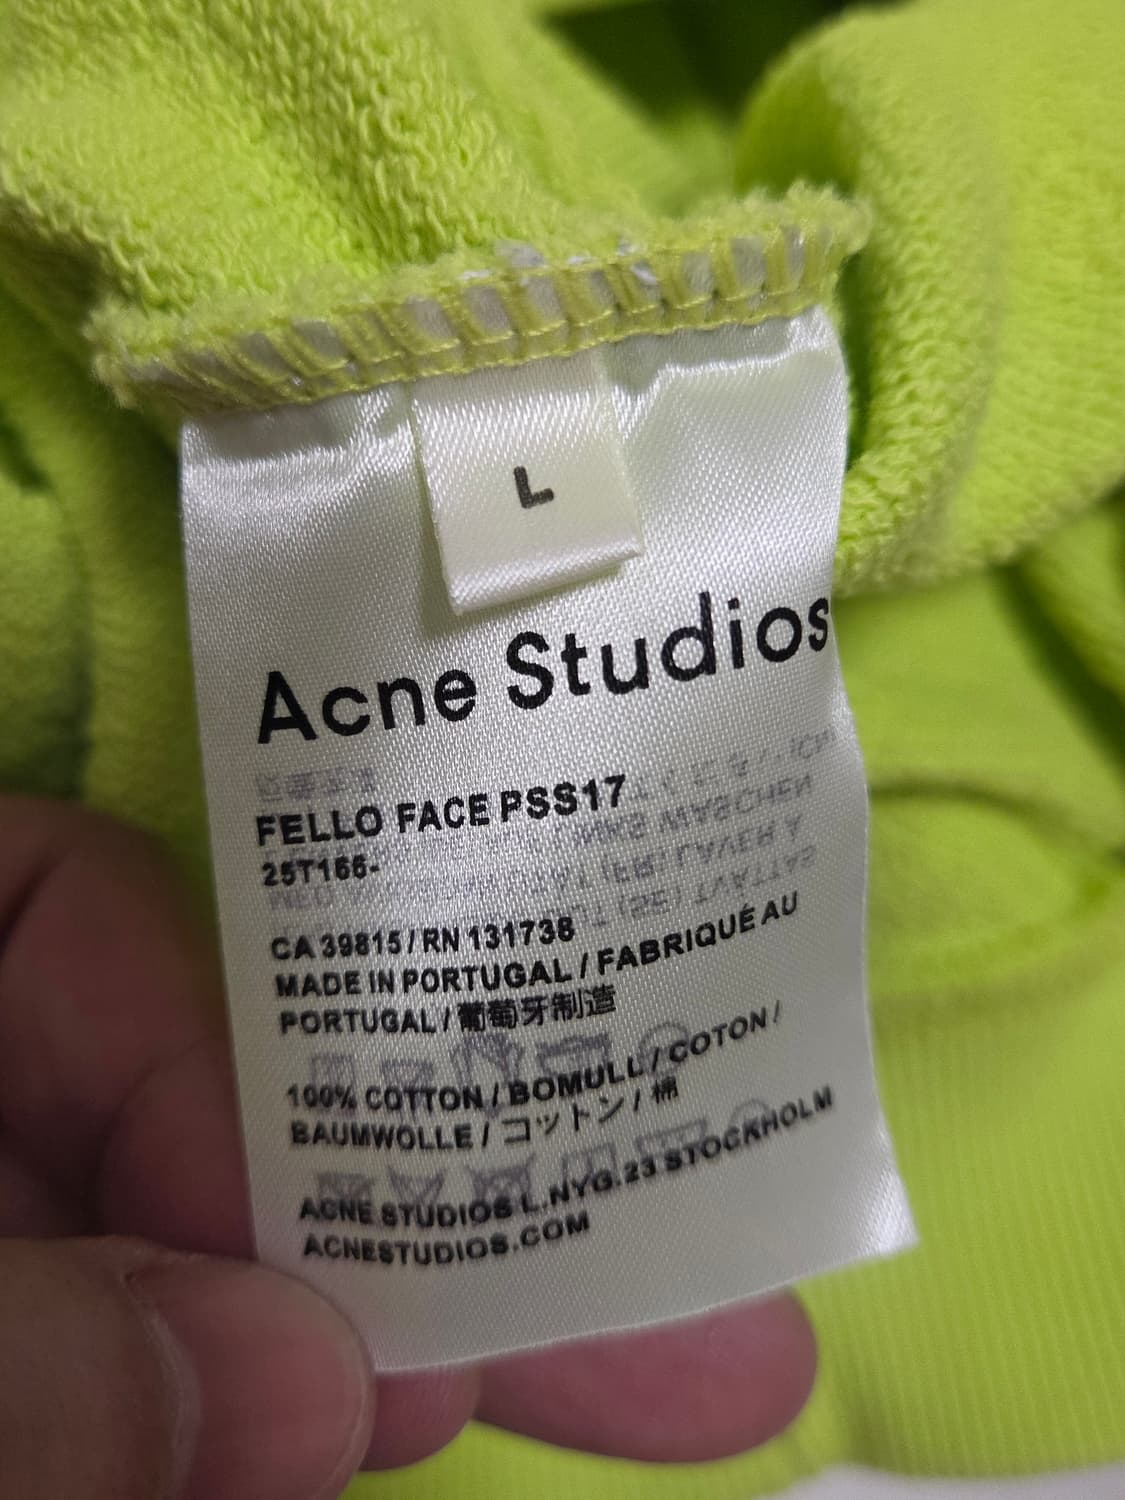 L
Acne Studios
FELLO FACE PSS17
25T166-
CA 39815 / RN 131738
MADE IN PORTUGAL / FABRIQUÉ AU
PORTUGAL / 葡萄牙制造
100% COTTON / BOMULL / COTON /
BAUMWOLLE / コットン / 棉
ACNE STUDIOS L.NYG.23 STOCKHOLM
ACNESTUDIOS.COM